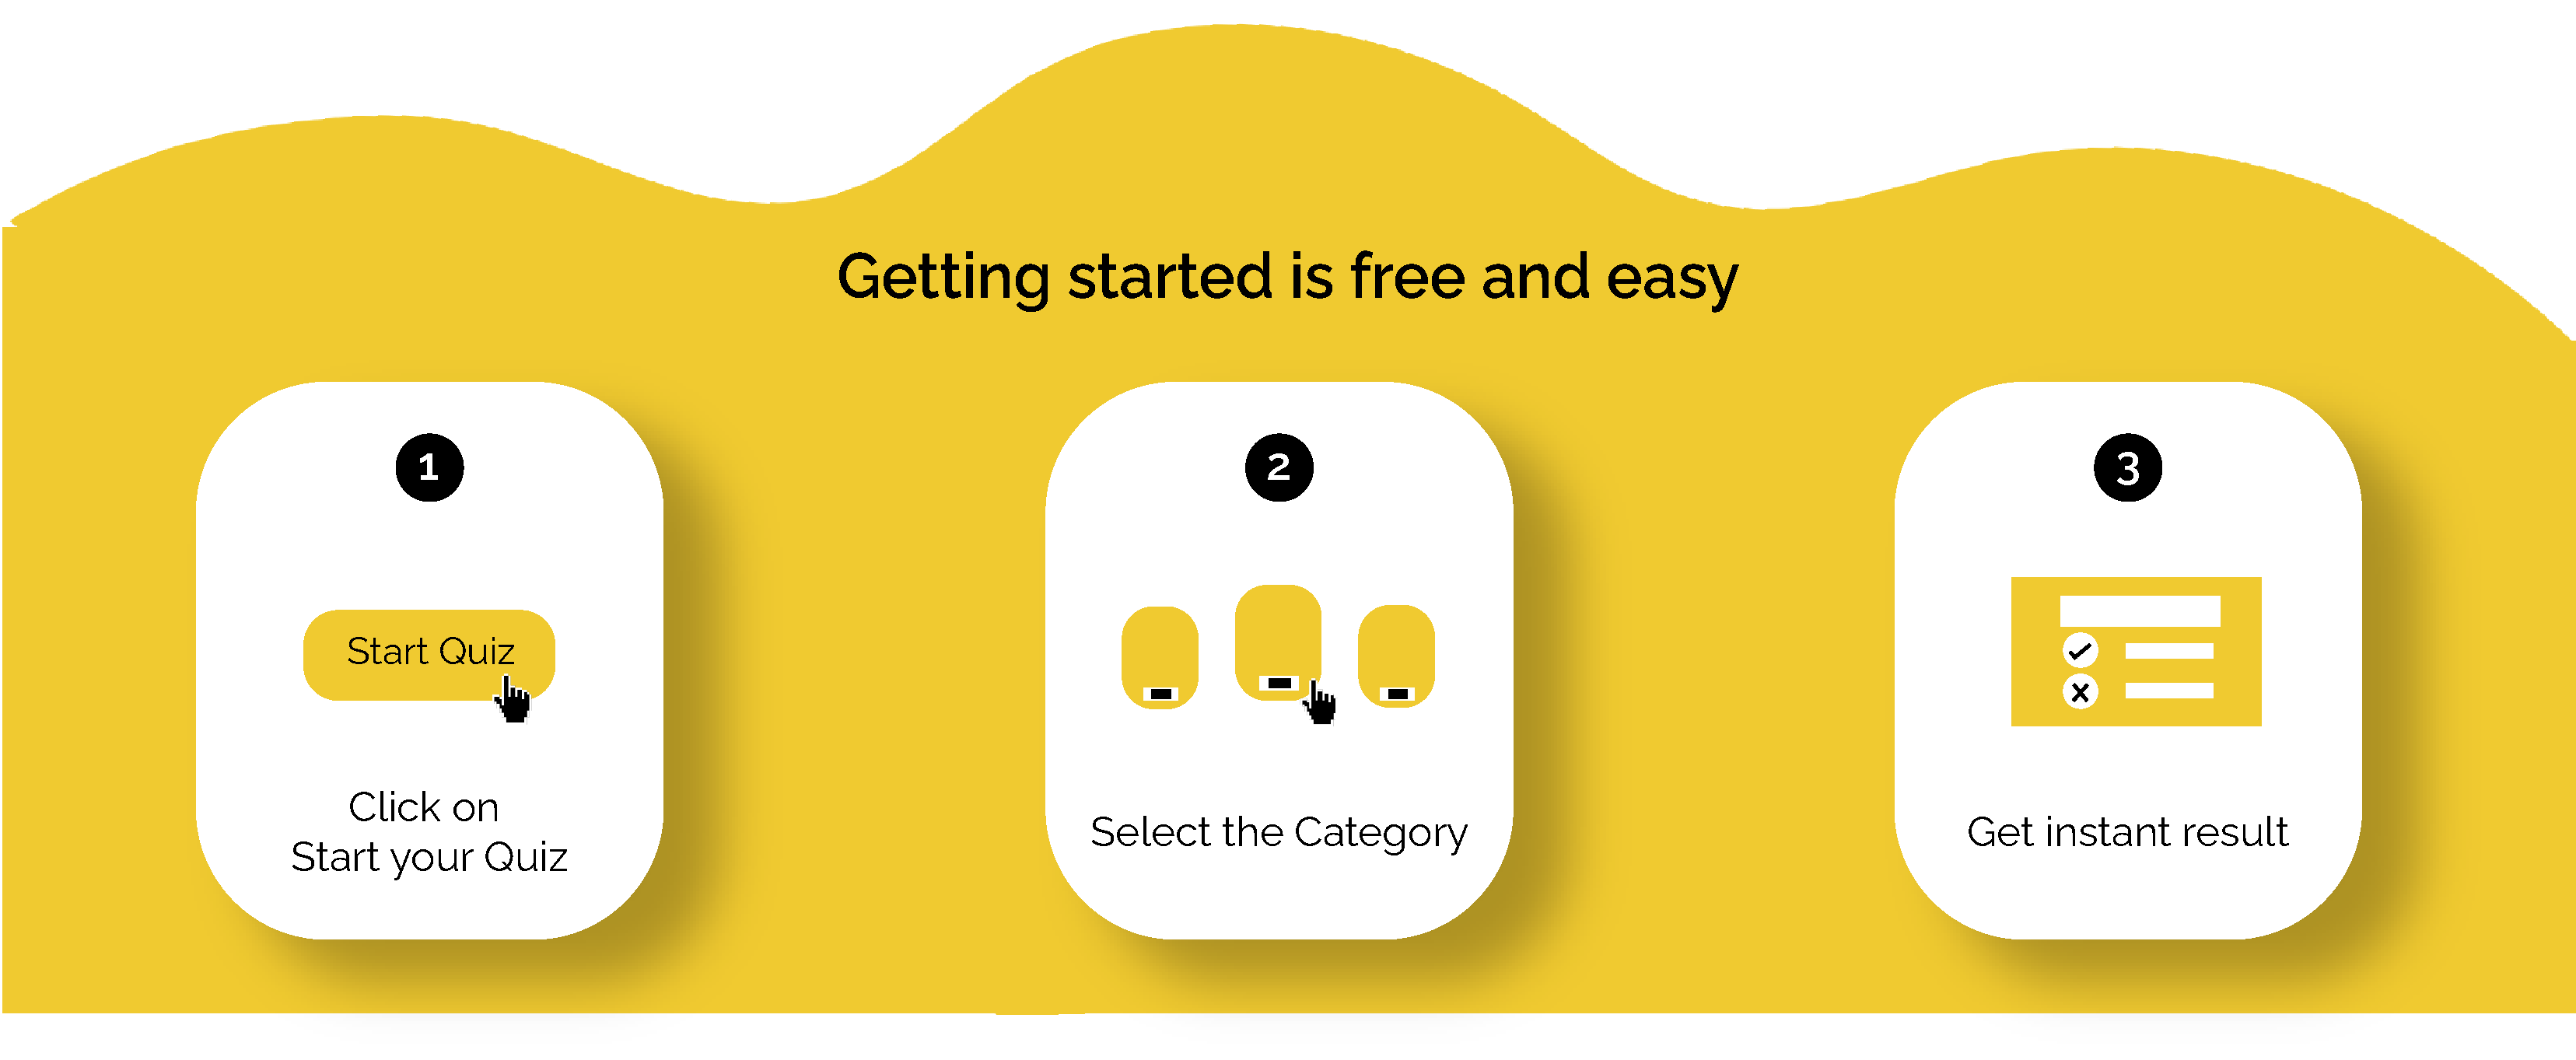 Getting started is free and easy
1
Start Quiz
Click on
Start your Quiz
2
Select the Category
3
Get instant result